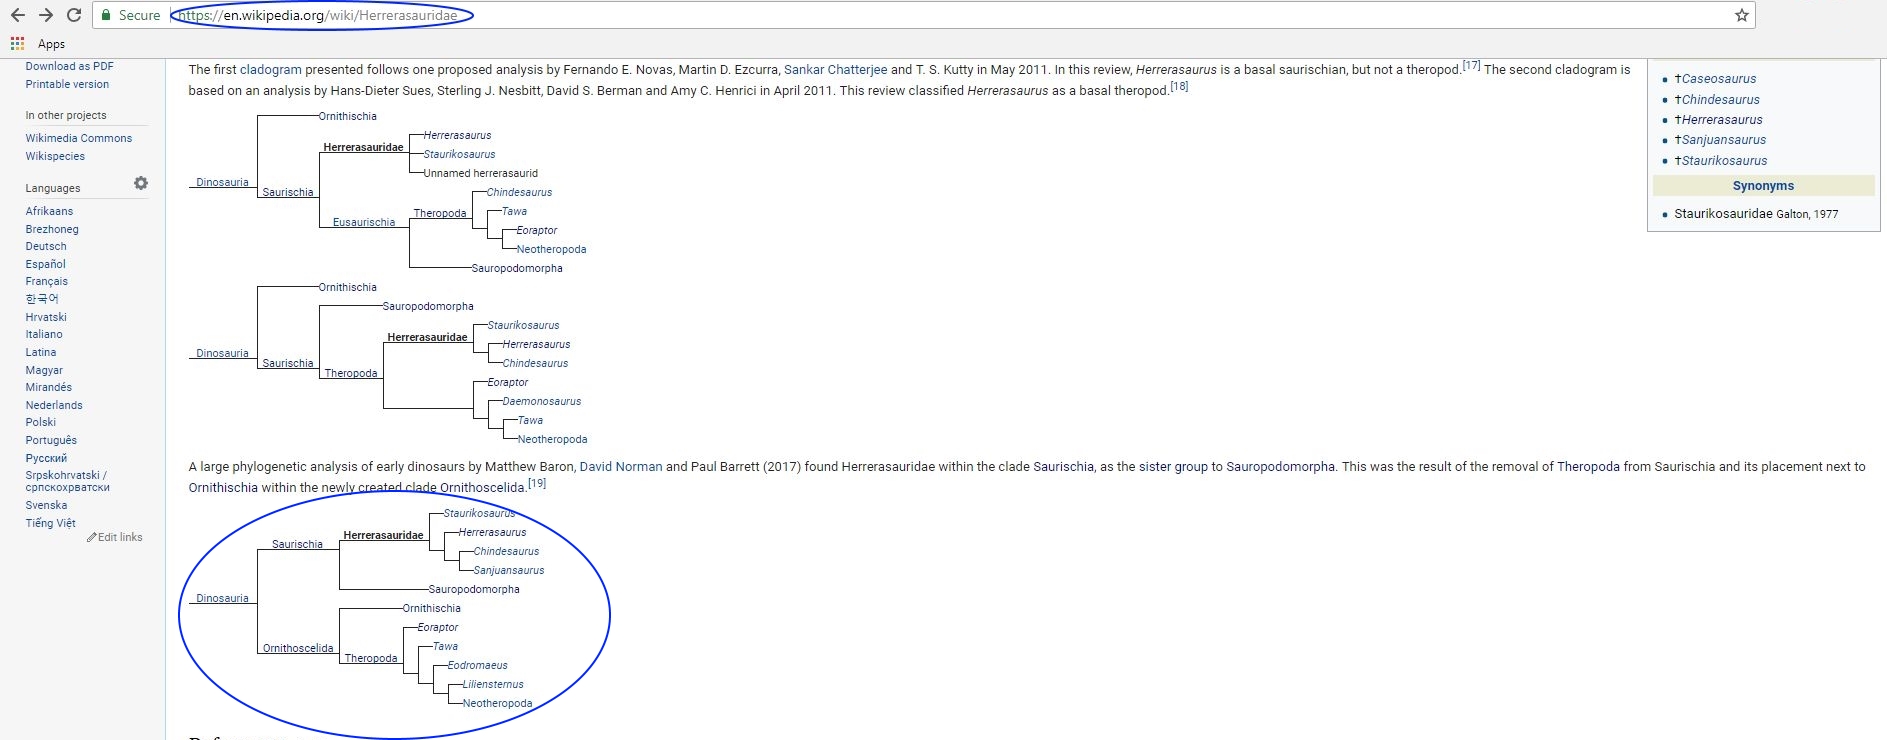 Secure https://en.wikipedia.org/wiki/Herrerasauridae
Apps
Download as PDF
Printable version
In other projects
Wikimedia Commons
Wikispecies
Languages
Afrikaans
Brezhoneg
Deutsch
Español
Français
한국어
Hrvatski
Italiano
Latina
Magyar
Mirandés
Nederlands
Polski
Português
Русский
Srpskohrvatski /
српскохрватски
Svenska
Tiếng Việt
Edit links
The first cladogram presented follows one proposed analysis by Fernando E. Novas, Martin D. Ezcurra, Sankar Chatterjee and T. S. Kutty in May 2011. In this review, Herrerasaurus is a basal saurischian, but not a theropod.[17] The second cladogram is
based on an analysis by Hans-Dieter Sues, Sterling J. Nesbitt, David S. Berman and Amy C. Henrici in April 2011. This review classified Herrerasaurus as a basal theropod.[18]
Ornithischia
Herrerasaurus
Herrerasauridae
Staurikosaurus
Unnamed herrerasaurid
Dinosauria
Saurischia
Chindesaurus
Tawa
Theropoda
Eusaurischia
Eoraptor
Neotheropoda
Sauropodomorpha
Ornithischia
Sauropodomorpha
Staurikosaurus
Herrerasauridae
Herrerasaurus
Dinosauria
Saurischia
Chindesaurus
Theropoda
Eoraptor
Daemonosaurus
Tawa
Neotheropoda
A large phylogenetic analysis of early dinosaurs by Matthew Baron, David Norman and Paul Barrett (2017) found Herrerasauridae within the clade Saurischia, as the sister group to Sauropodomorpha. This was the result of the removal of Theropoda from Saurischia and its placement next to
Ornithischia within the newly created clade Ornithoscelida.[19]
Staurikosaurus
Herrerasaurus
Herrerasauridae
Saurischia
Chindesaurus
Sanjuansaurus
Sauropodomorpha
Dinosauria
Ornithischia
Eoraptor
Tawa
Ornithoscelida
Theropoda
Eodromaeus
Liliensternus
Neotheropoda
†Caseosaurus
†Chindesaurus
†Herrerasaurus
†Sanjuansaurus
†Staurikosaurus
Synonyms
Staurikosauridae Galton, 1977